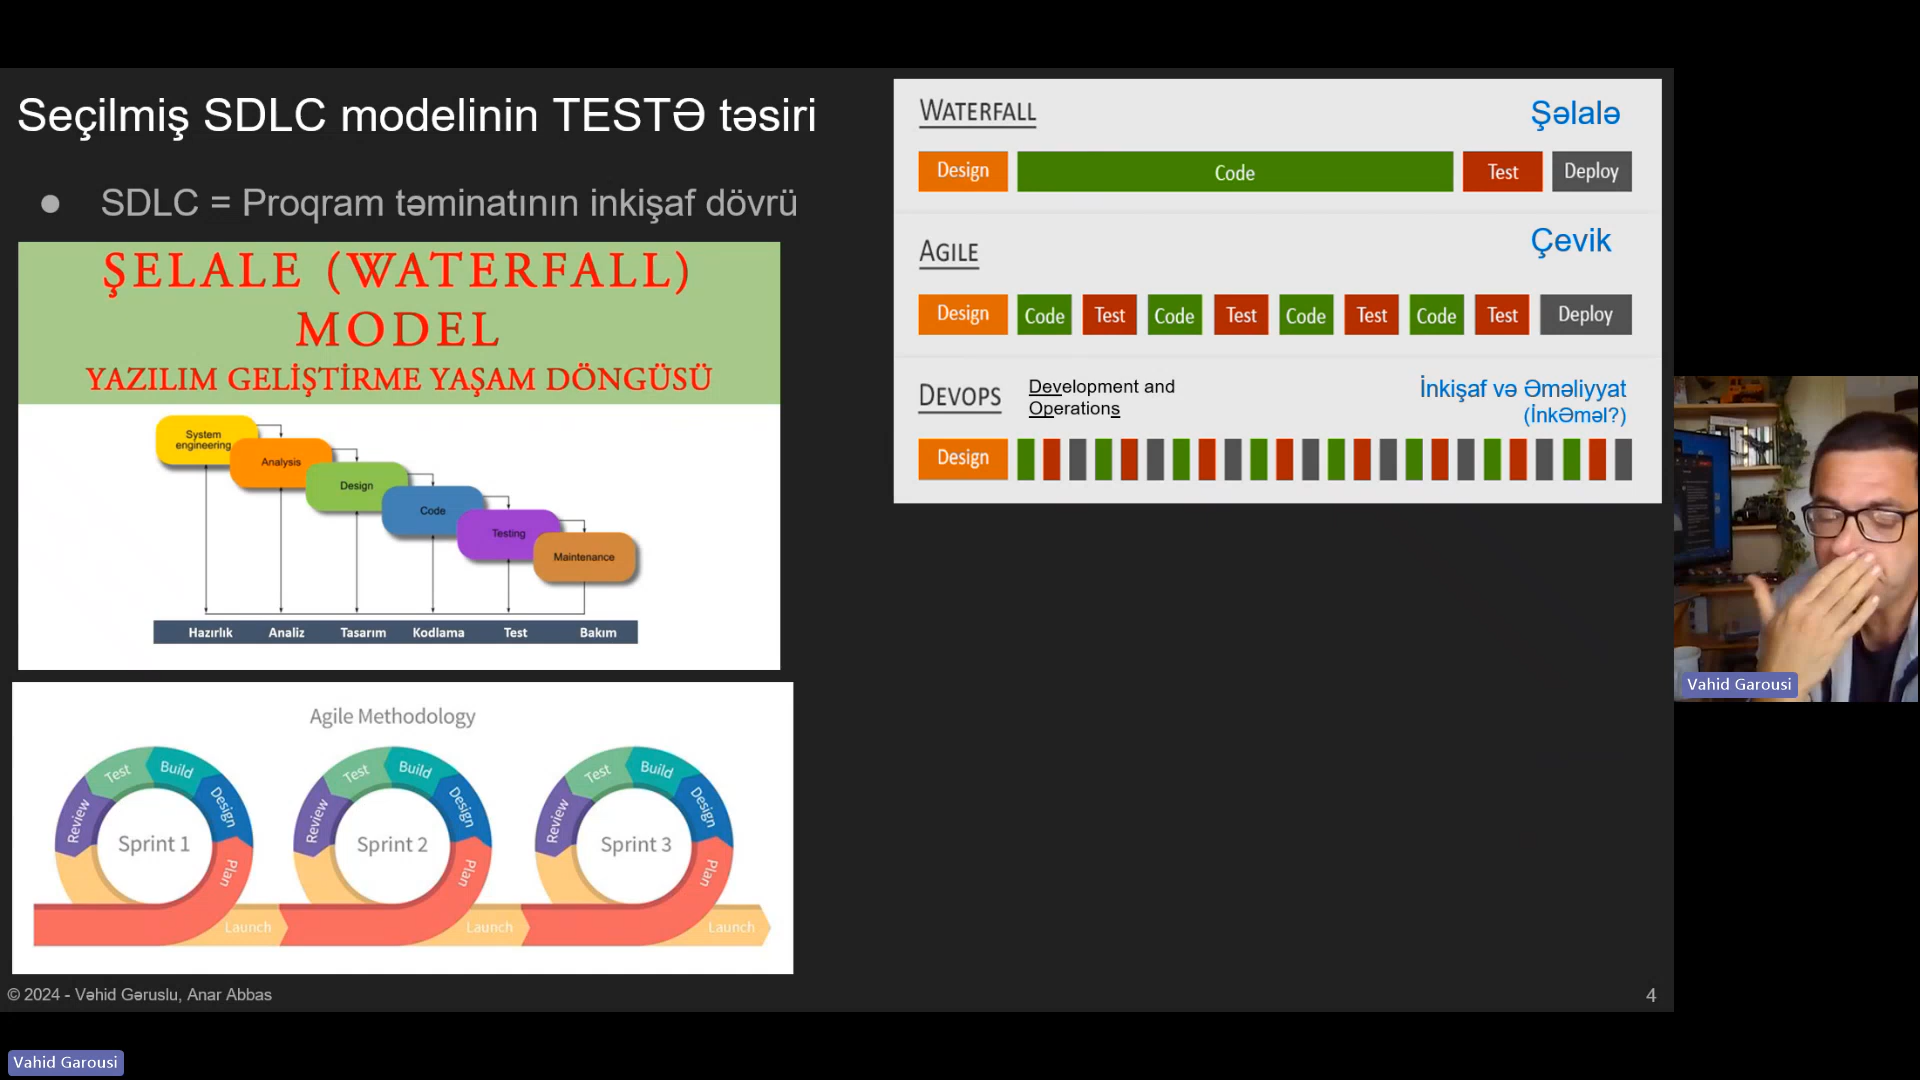 Seçilmiş SDLC modelinin TESTƏ təsiri
● SDLC = Proqram təminatının inkişaf dövrü
ŞELALE (WATERFALL)
MODEL
YAZILIM GELİŞTİRME YAŞAM DÖNGÜSÜ
System
engineering
Analysis
Design
Code
Testing
Maintenance
Hazırlık Analiz Tasarım Kodlama Test Bakım
Agile Methodology
Review Test Build Design Plan
Sprint 1
Launch
Review Test Build Design Plan
Sprint 2
Launch
Review Test Build Design Plan
Sprint 3
Launch
WATERFALL Şəlalə
Design Code Test Deploy
AGILE Çevik
Design Code Test Code Test Code Test Code Test Deploy
DEVOPS Development and İnkişaf və Əməliyyat
Operations (İnkƏməl?)
Design
© 2024 - Vəhid Gəruslu, Anar Abbas
4
Vahid Garousi
Vahid Garousi